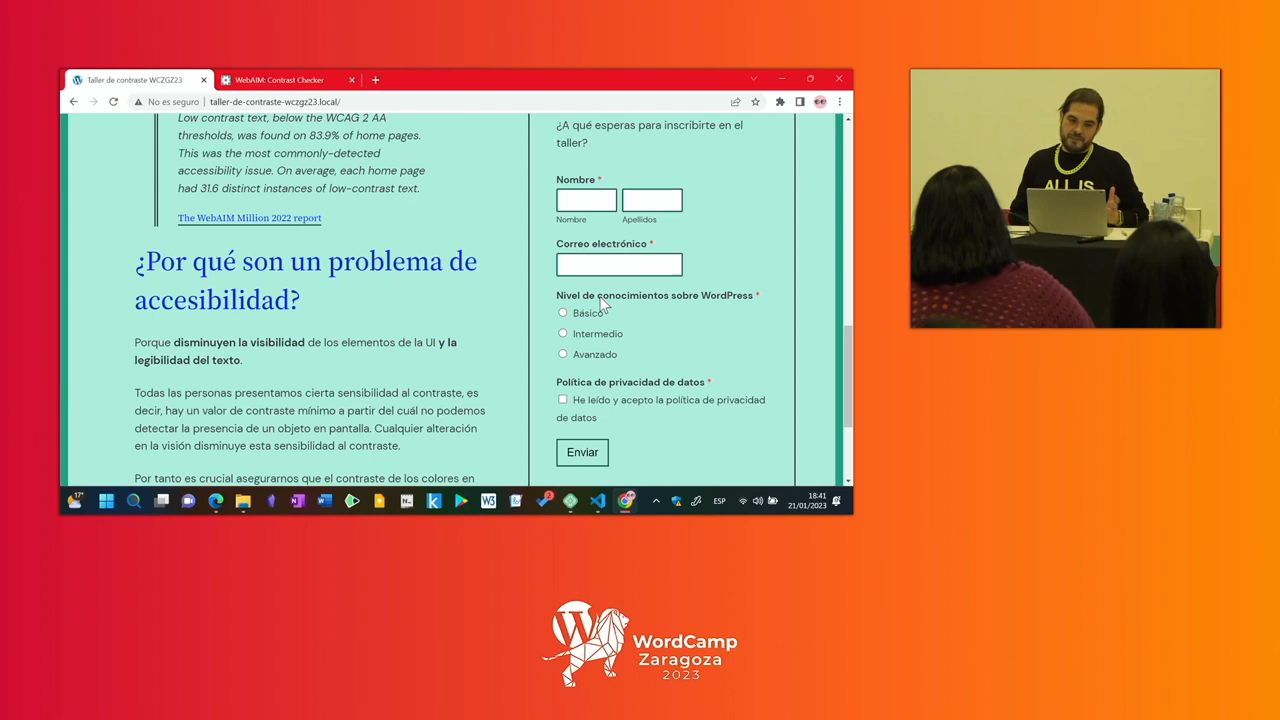 Taller de contraste WCZGZ23
WebAIM: Contrast Checker
No es seguro
taller-de-contraste-wczgz23.local/
Low contrast text, below the WCAG 2 AA
thresholds, was found on 83.9% of home pages.
This was the most commonly-detected
accessibility issue. On average, each home page
had 31.6 distinct instances of low-contrast text.
The WebAIM Million 2022 report
¿Por qué son un problema de
accesibilidad?
Porque disminuyen la visibilidad de los elementos de la UI y la
legibilidad del texto.
Todas las personas presentamos cierta sensibilidad al contraste, es
decir, hay un valor de contraste mínimo a partir del cuál no podemos
detectar la presencia de un objeto en pantalla. Cualquier alteración
en la visión disminuye esta sensibilidad al contraste.
Por tanto es crucial asegurarnos que el contraste de los colores en
¿A qué esperas para inscribirte en el
taller?
Nombre *
Nombre
Apellidos
Correo electrónico *
Nivel de conocimientos sobre WordPress *
Básico
Intermedio
Avanzado
Política de privacidad de datos *
He leído y acepto la política de privacidad
de datos
Enviar
17°
W3
2
ESP
18:41
21/01/2023
ALL IS
WordCamp
Zaragoza
2023